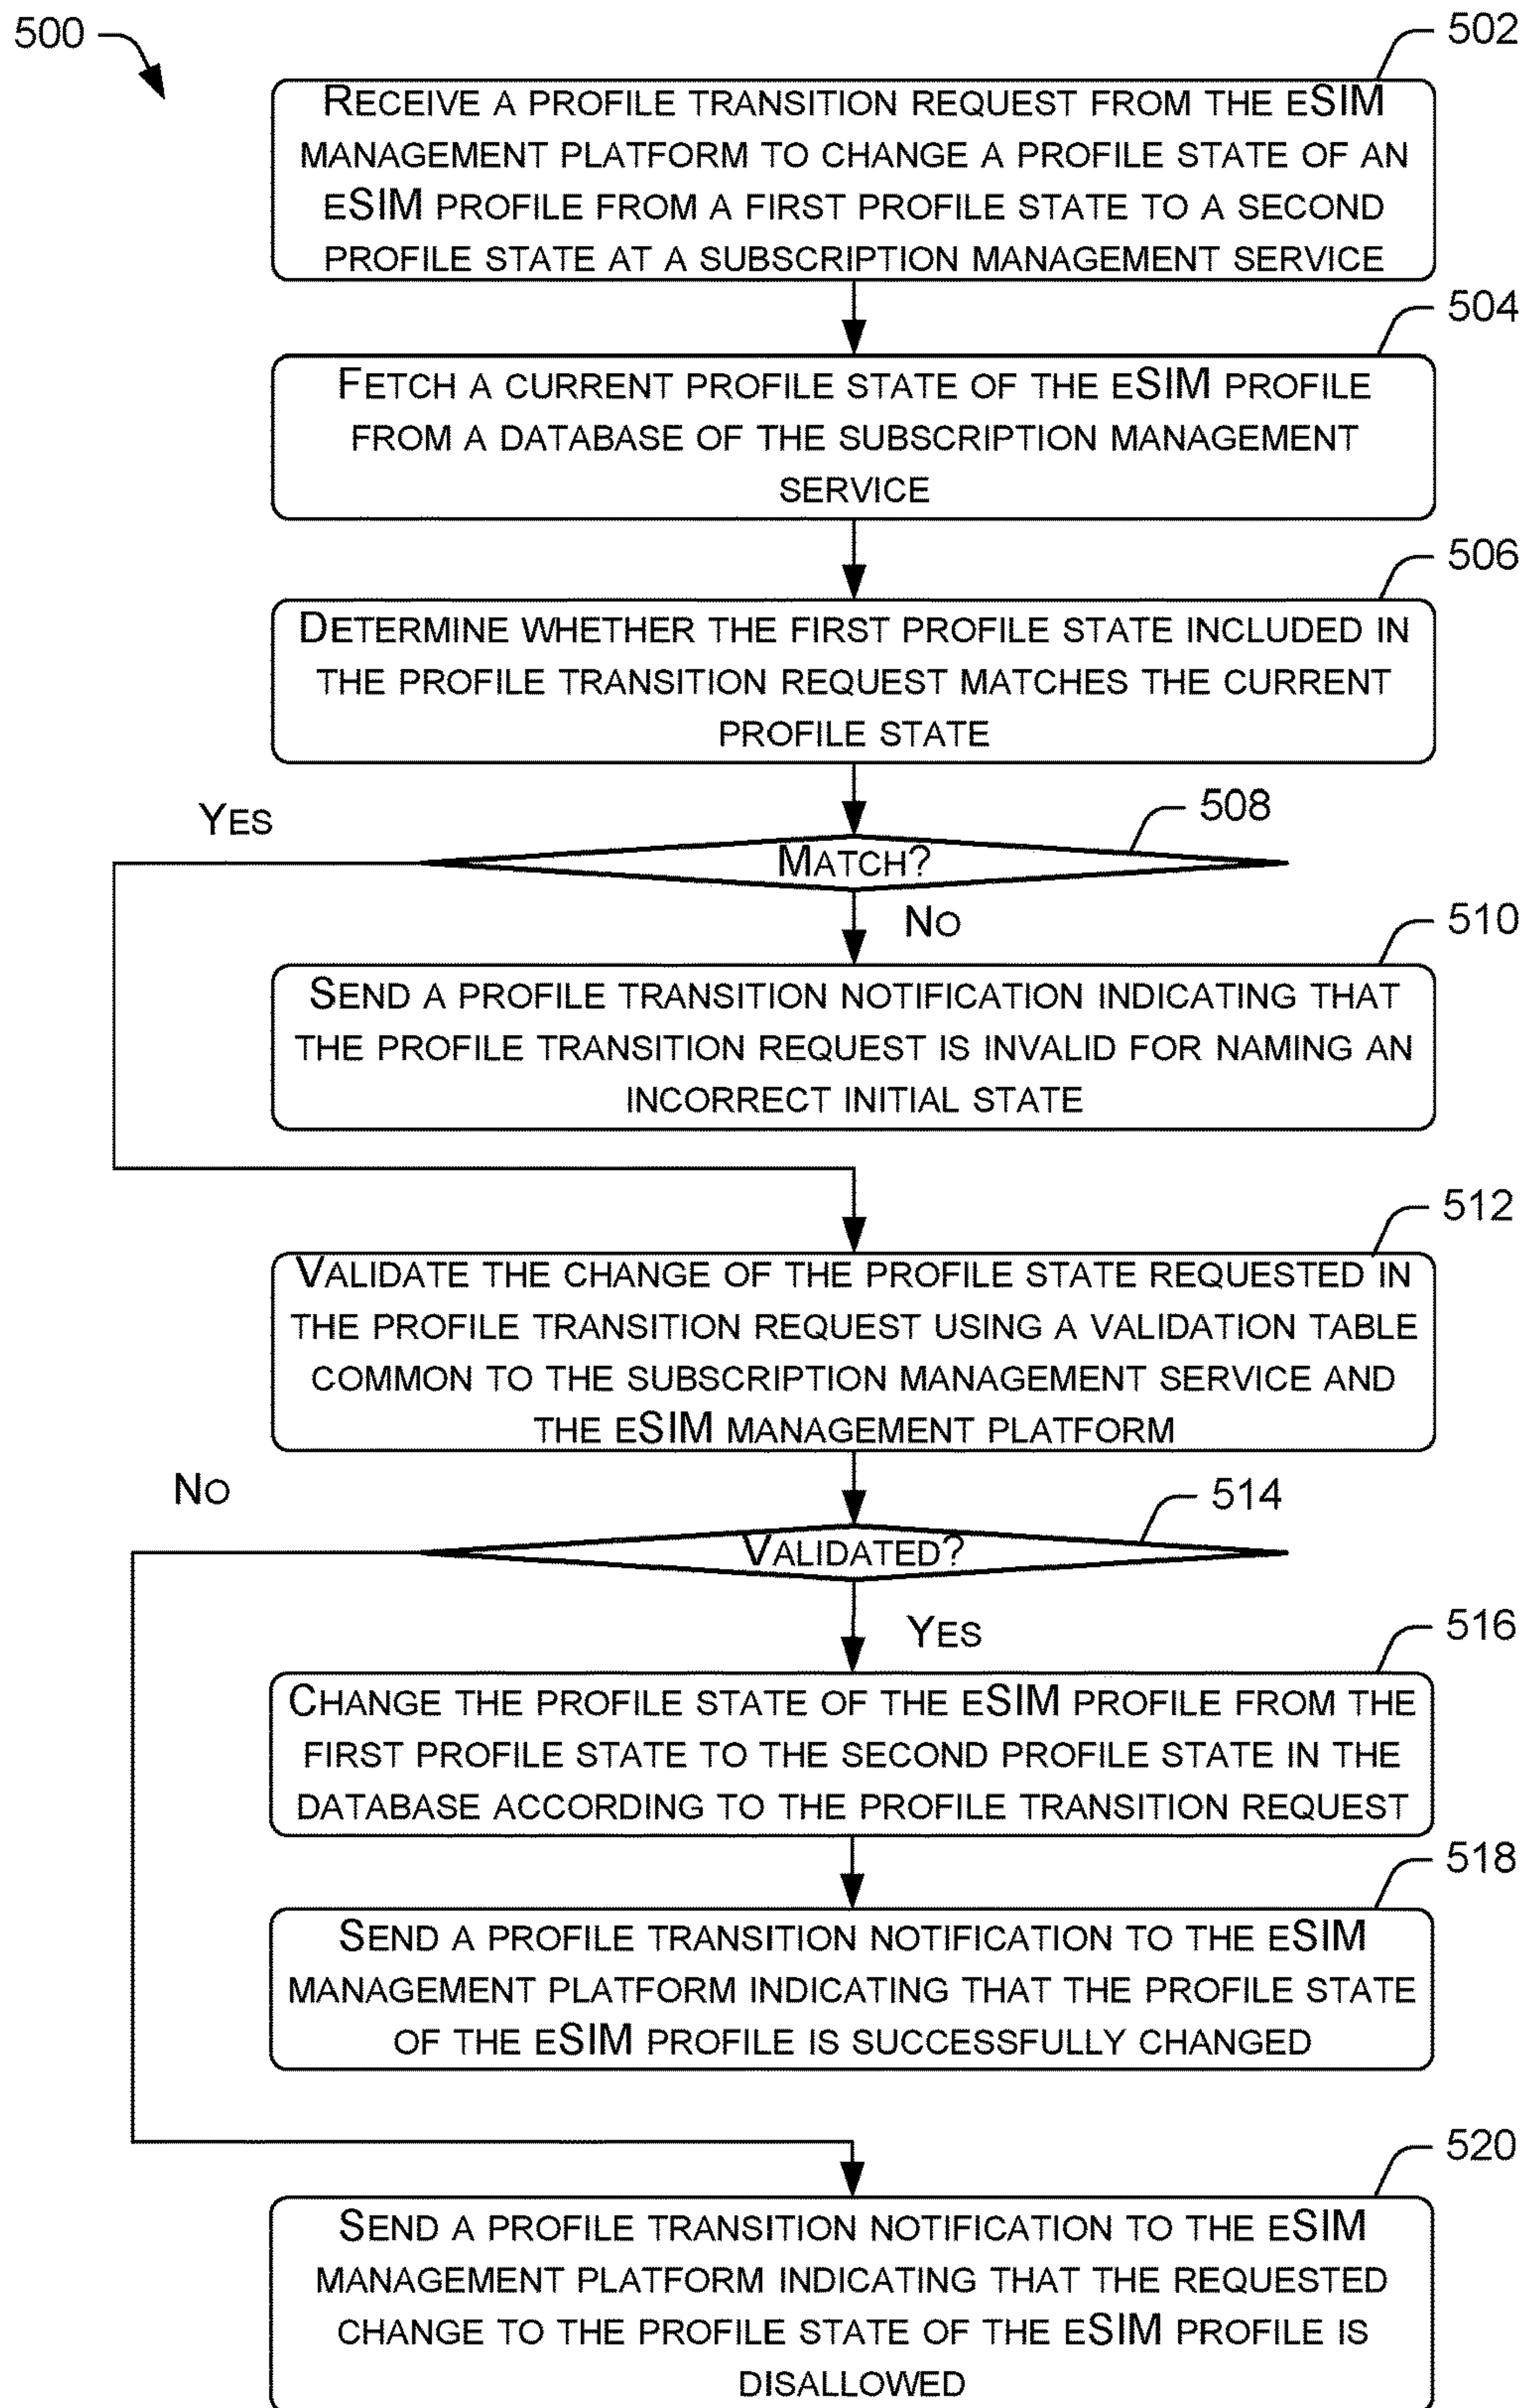 500
502
RECEIVE A PROFILE TRANSITION REQUEST FROM THE ESIM
MANAGEMENT PLATFORM TO CHANGE A PROFILE STATE OF AN
ESIM PROFILE FROM A FIRST PROFILE STATE TO A SECOND
PROFILE STATE AT A SUBSCRIPTION MANAGEMENT SERVICE
504
FETCH A CURRENT PROFILE STATE OF THE ESIM PROFILE
FROM A DATABASE OF THE SUBSCRIPTION MANAGEMENT
SERVICE
506
DETERMINE WHETHER THE FIRST PROFILE STATE INCLUDED IN
THE PROFILE TRANSITION REQUEST MATCHES THE CURRENT
PROFILE STATE
YES
508
MATCH?
NO
510
SEND A PROFILE TRANSITION NOTIFICATION INDICATING THAT
THE PROFILE TRANSITION REQUEST IS INVALID FOR NAMING AN
INCORRECT INITIAL STATE
512
VALIDATE THE CHANGE OF THE PROFILE STATE REQUESTED IN
THE PROFILE TRANSITION REQUEST USING A VALIDATION TABLE
COMMON TO THE SUBSCRIPTION MANAGEMENT SERVICE AND
THE ESIM MANAGEMENT PLATFORM
NO
514
VALIDATED?
YES
516
CHANGE THE PROFILE STATE OF THE ESIM PROFILE FROM THE
FIRST PROFILE STATE TO THE SECOND PROFILE STATE IN THE
DATABASE ACCORDING TO THE PROFILE TRANSITION REQUEST
518
SEND A PROFILE TRANSITION NOTIFICATION TO THE ESIM
MANAGEMENT PLATFORM INDICATING THAT THE PROFILE STATE
OF THE ESIM PROFILE IS SUCCESSFULLY CHANGED
520
SEND A PROFILE TRANSITION NOTIFICATION TO THE ESIM
MANAGEMENT PLATFORM INDICATING THAT THE REQUESTED
CHANGE TO THE PROFILE STATE OF THE ESIM PROFILE IS
DISALLOWED